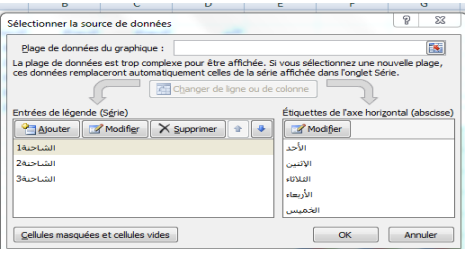 D E F G
Sélectionner la source de données
Plage de données du graphique :
La plage de données est trop complexe pour être affichée. Si vous sélectionnez une nouvelle plage,
ces données remplaceront automatiquement celles de la série affichée dans l'onglet Série.
Changer de ligne ou de colonne
Entrées de légende (Série)
Ajouter Modifier Supprimer
الشاحنة1
الشاحنة2
الشاحنة3
Étiquettes de l'axe horizontal (abscisse)
Modifier
الأحد
الاثنين
الثلاثاء
الأربعاء
الخميس
Cellules masquées et cellules vides
OK Annuler